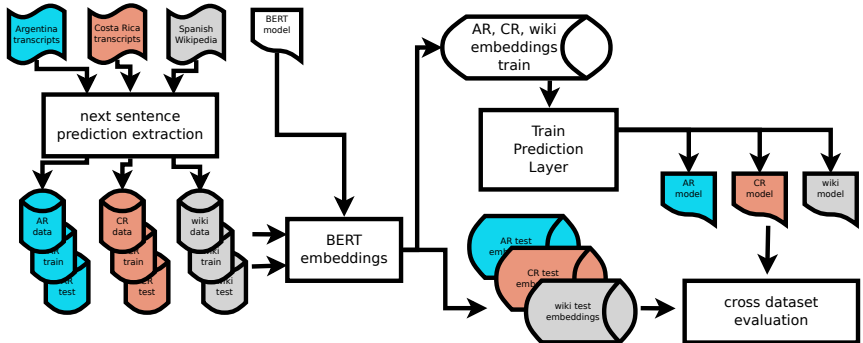 Argentina
transcripts
Costa Rica
transcripts
Spanish
Wikipedia
BERT
model
AR, CR, wiki
embeddings
train
next sentence
prediction extraction
Train
Prediction
Layer
AR
model
CR
model
wiki
model
AR
data
train
test
CR
data
train
test
wiki
data
train
test
BERT
embeddings
AR test
CR test
wiki test
embeddings
cross dataset
evaluation